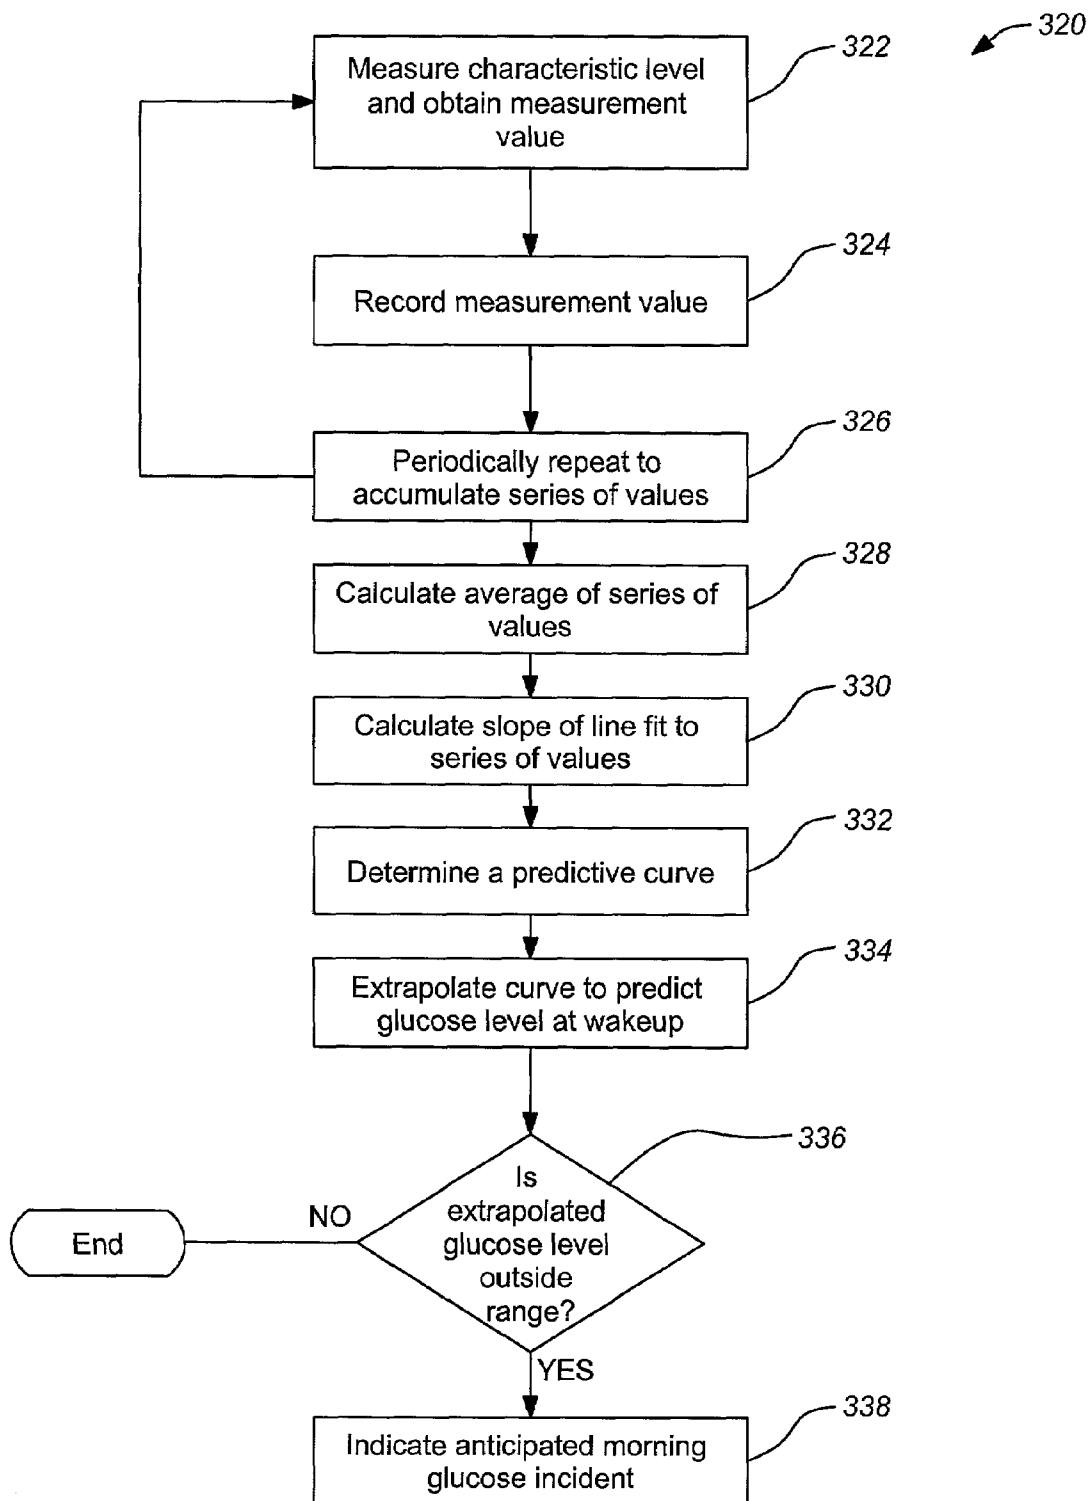 320
Measure characteristic level
and obtain measurement
value
322
Record measurement value
324
Periodically repeat to
accumulate series of values
326
Calculate average of series of
values
328
Calculate slope of line fit to
series of values
330
Determine a predictive curve
332
Extrapolate curve to predict
glucose level at wakeup
334
Is
extrapolated
glucose level
outside
range?
336
NO
End
YES
Indicate anticipated morning
glucose incident
338